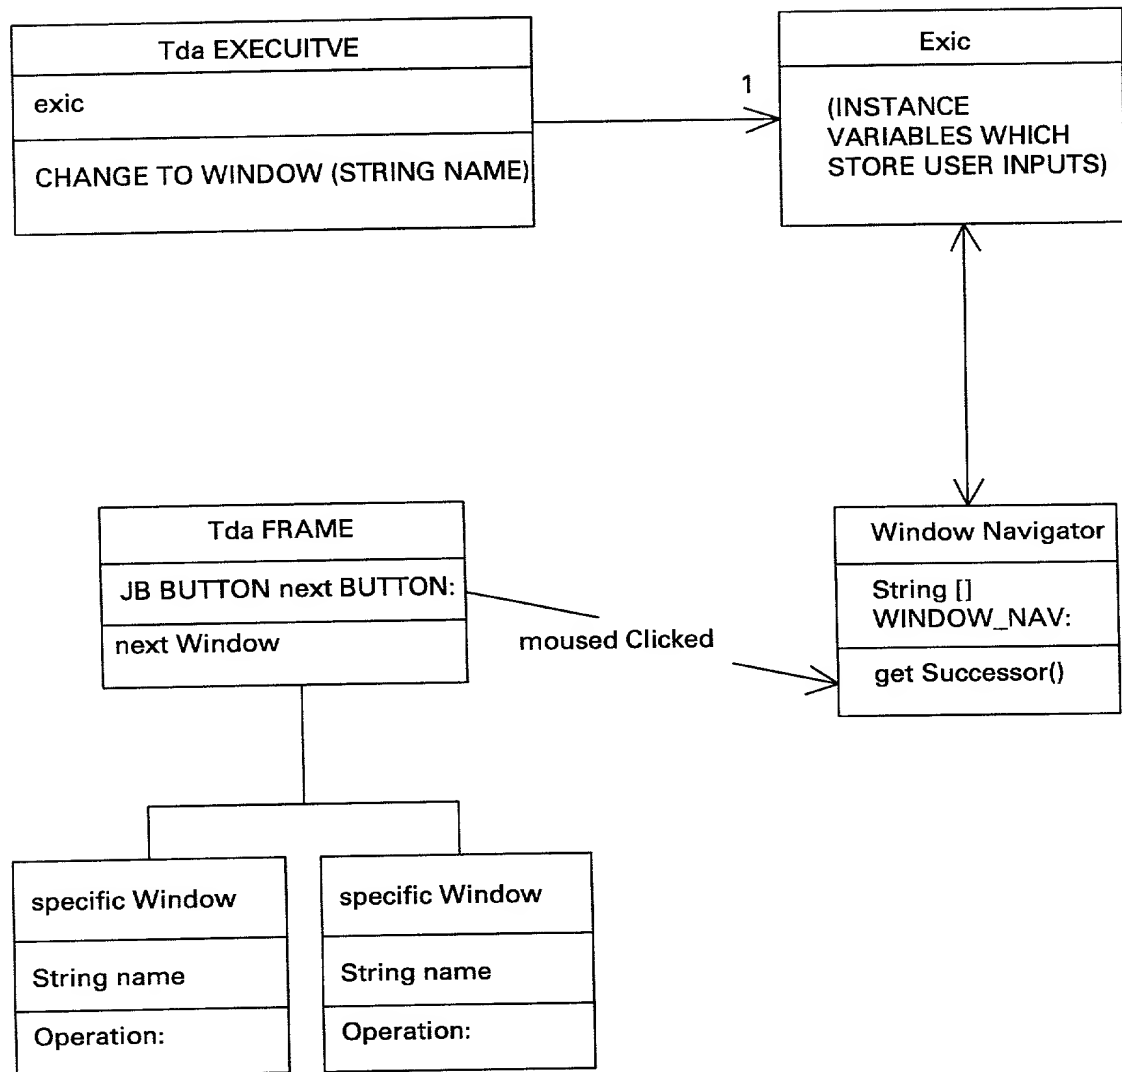 Tda EXECUITVE
exic
CHANGE TO WINDOW (STRING NAME)
1
Exic
(INSTANCE
VARIABLES WHICH
STORE USER INPUTS)
Tda FRAME
JB BUTTON next BUTTON:
next Window
moused Clicked
Window Navigator
String []
WINDOW_NAV:
get Successor()
specific Window
String name
Operation:
specific Window
String name
Operation: